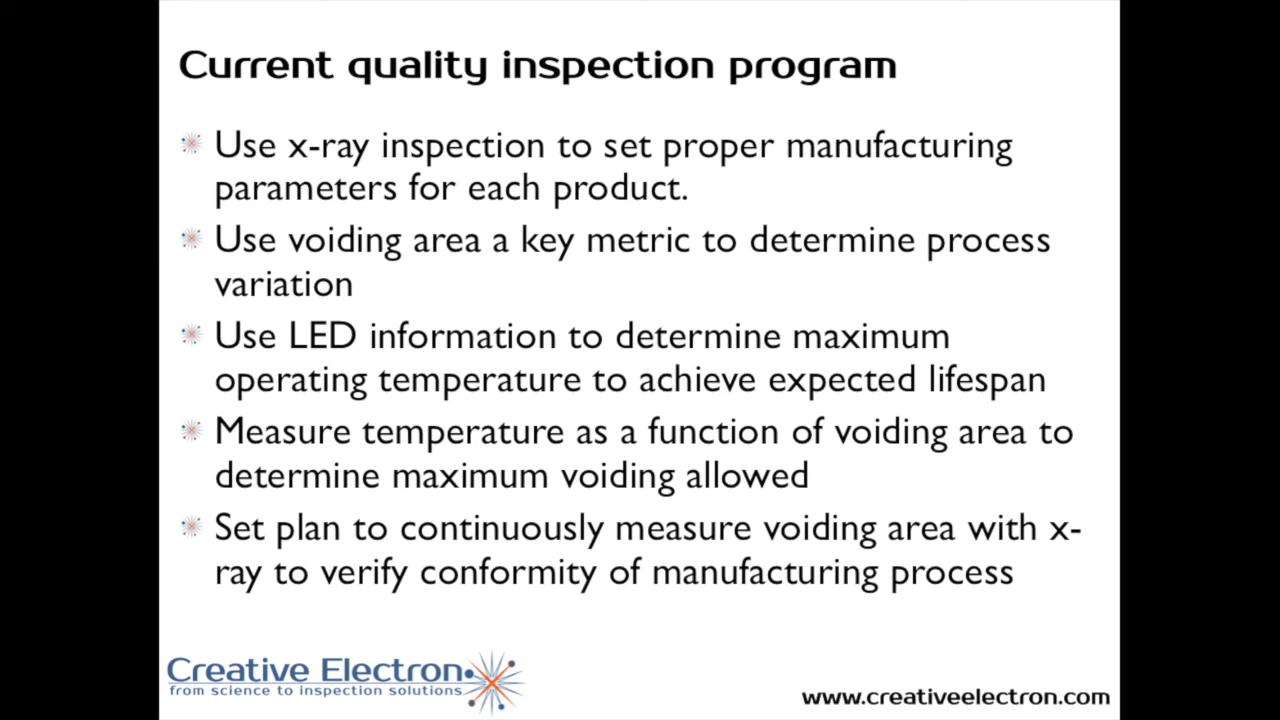 Current quality inspection program
Use x-ray inspection to set proper manufacturing
parameters for each product.
Use voiding area a key metric to determine process
variation
Use LED information to determine maximum
operating temperature to achieve expected lifespan
Measure temperature as a function of voiding area to
determine maximum voiding allowed
Set plan to continuously measure voiding area with x-
ray to verify conformity of manufacturing process
Creative Electron
from science to inspection solutions
www.creativeelectron.com